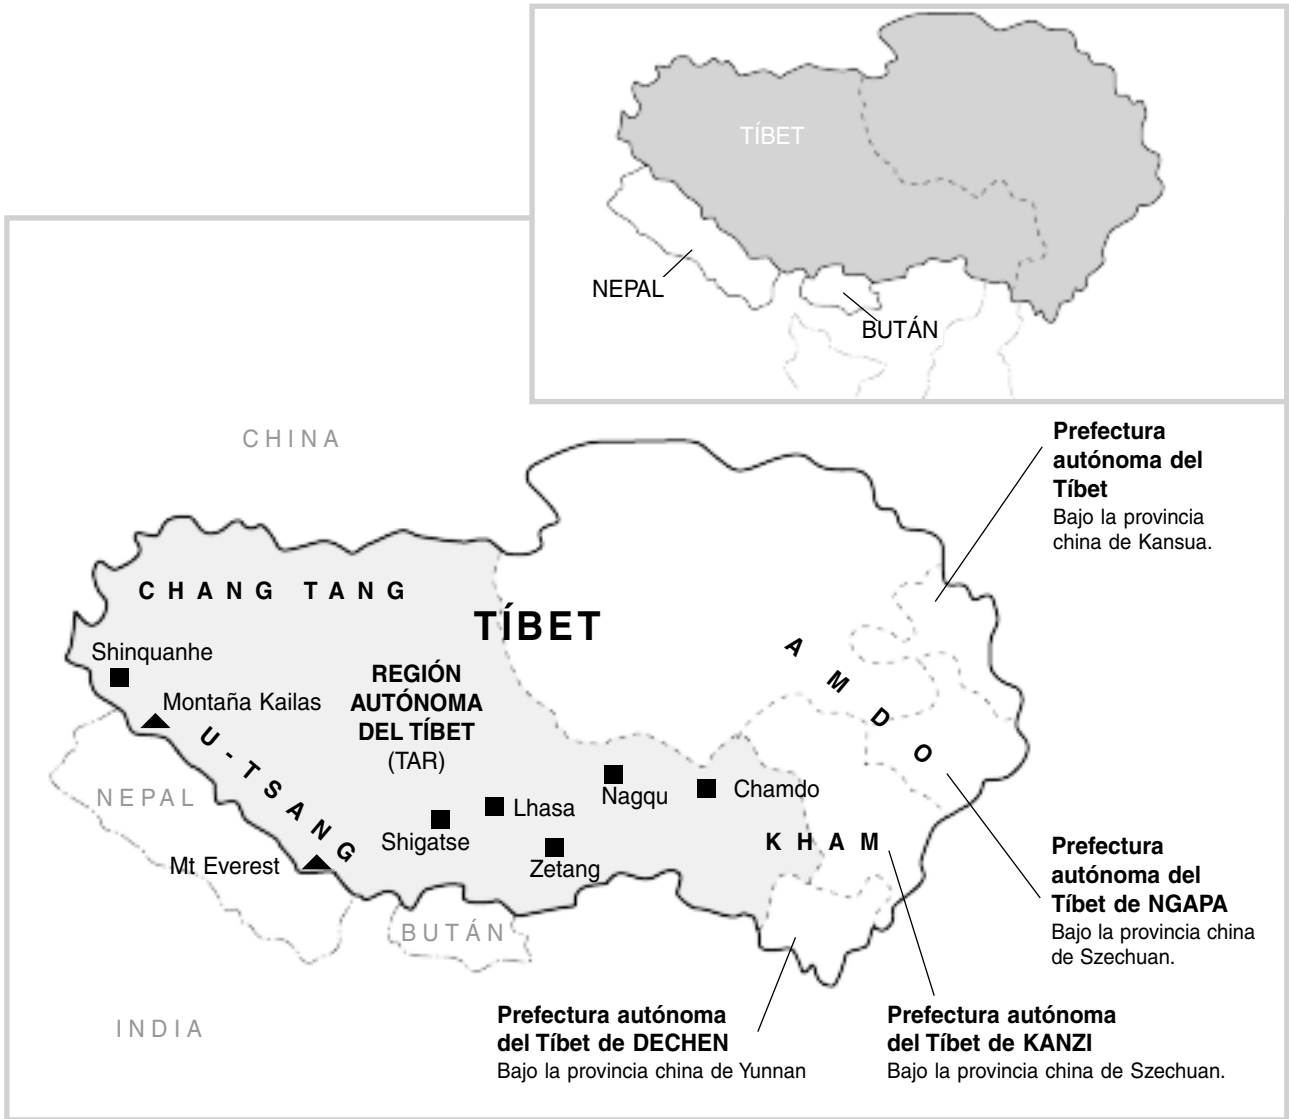 TÍBET
NEPAL
BUTÁN
CHINA
Prefectura
autónoma del
Tíbet
Bajo la provincia
china de Kansua.
CHANG TANG
TÍBET
Shinquanhe
REGIÓN
AUTÓNOMA
DEL TÍBET
(TAR)
Montaña Kailas
U-TSANG
AMDO
NEPAL
Nagqu
Chamdo
Lhasa
Shigatse
Zetang
KHAM
Mt Everest
BUTÁN
Prefectura
autónoma del
Tíbet de NGAPA
Bajo la provincia china
de Szechuan.
INDIA
Prefectura autónoma
del Tíbet de DECHEN
Bajo la provincia china de Yunnan
Prefectura autónoma
del Tíbet de KANZI
Bajo la provincia china de Szechuan.